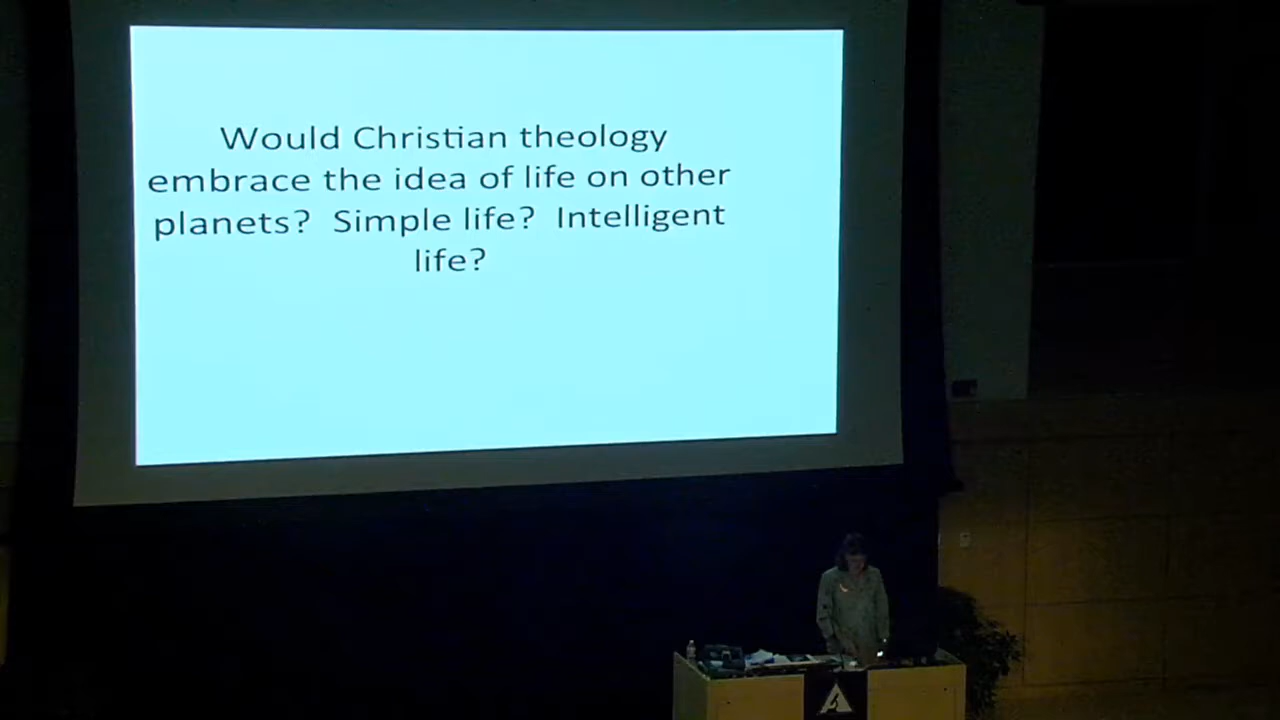 Would Christian theology
embrace the idea of life on other
planets?  Simple life?  Intelligent
life?